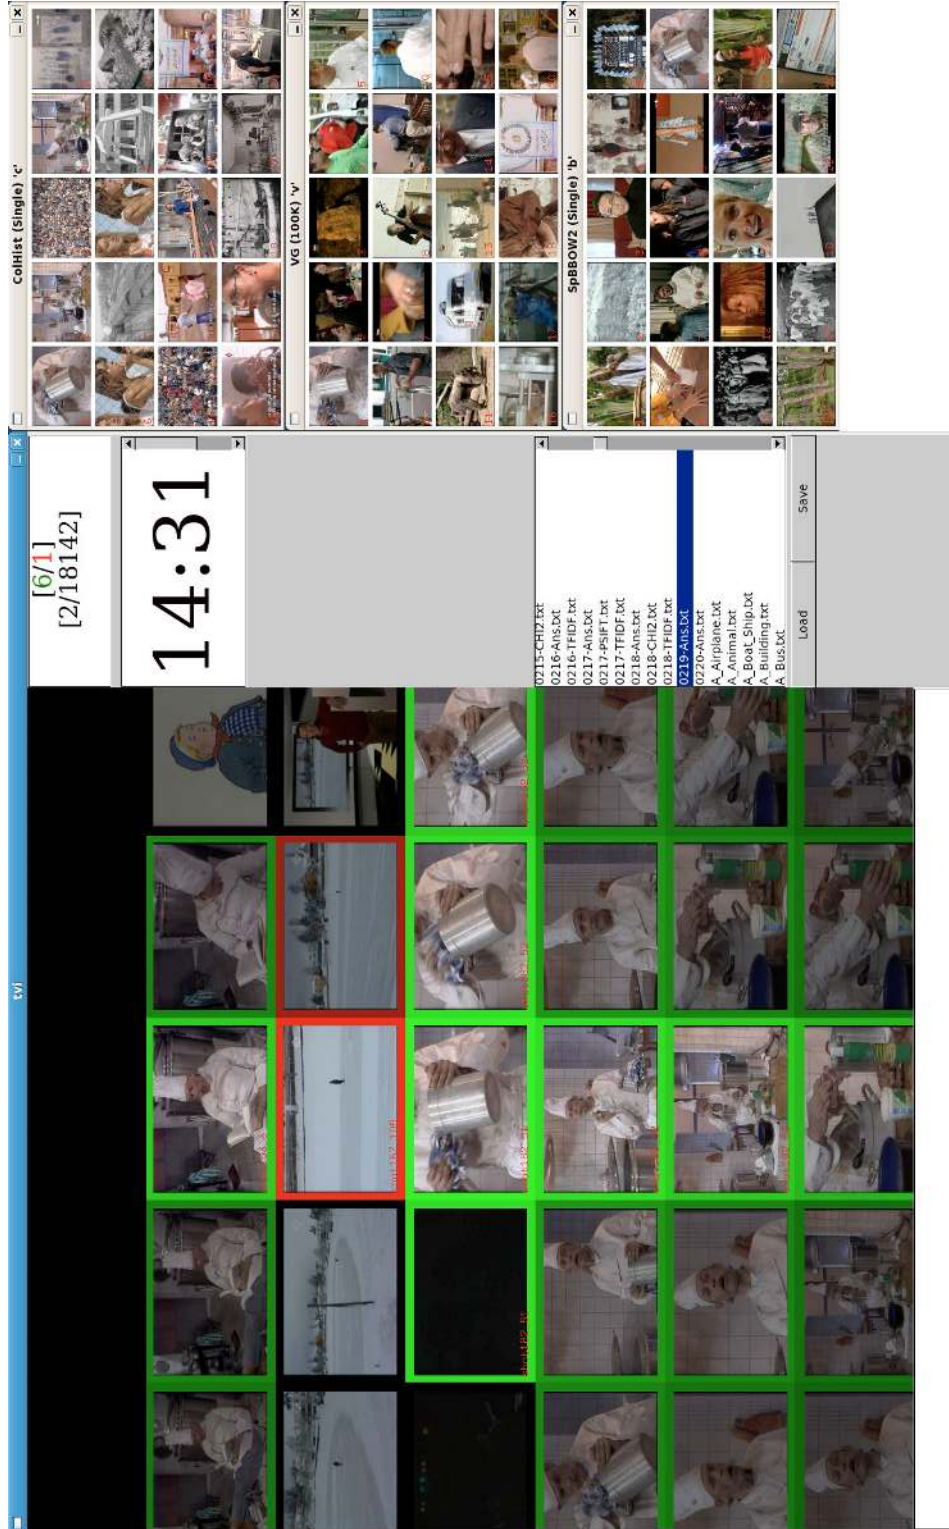 tvi
[6/1]
[2/18142]
14:31
0215-CHI2.txt
0216-Ans.txt
0216-TFIDF.txt
0217-Ans.txt
0217-PSIFT.txt
0217-TFIDF.txt
0218-Ans.txt
0218-CHI2.txt
0218-TFIDF.txt
0219-Ans.txt
0220-Ans.txt
A_Airplane.txt
A_Animal.txt
A_Boat_Ship.txt
A_Building.txt
A_Bus.txt
Load
Save
ColHist (Single) 'c'
VG (100K) 'v'
SpBBOW2 (Single) 'b'